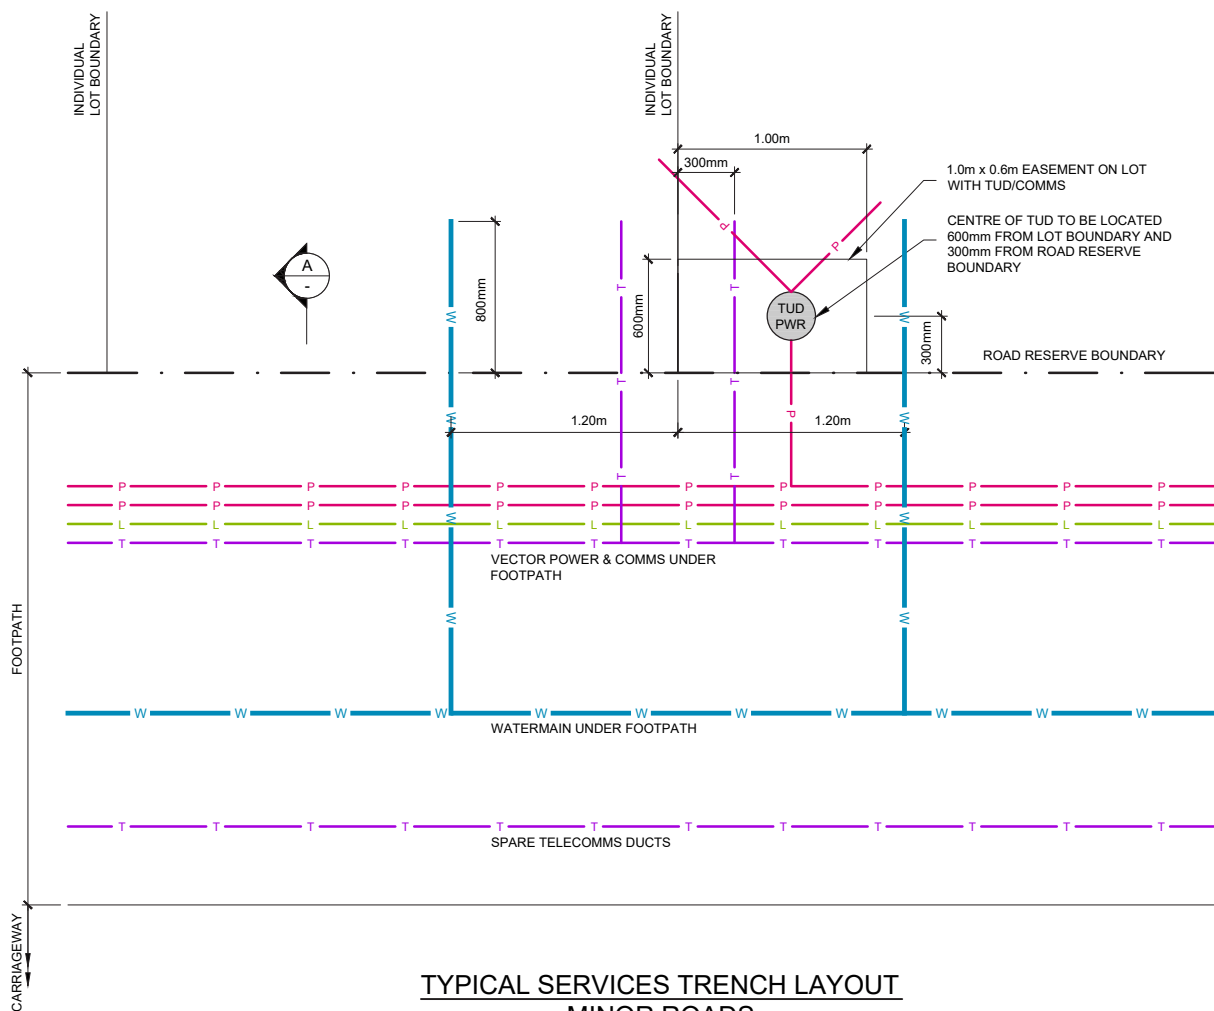 INDIVIDUAL
LOT BOUNDARY
INDIVIDUAL
LOT BOUNDARY
1.00m
300mm
1.0m x 0.6m EASEMENT ON LOT
WITH TUD/COMMS
CENTRE OF TUD TO BE LOCATED
600mm FROM LOT BOUNDARY AND
300mm FROM ROAD RESERVE
BOUNDARY
P
P
A
-
800mm
600mm
T
T
TUD
PWR
W
W
300mm
ROAD RESERVE BOUNDARY
T
T
1.20m
1.20m
W
W
P
T
T
P P P P P P P P P P P P
P P P P P P P P P P P P
W
W
L L L L L L L L L L L L
T T T T T T T T T T T T
VECTOR POWER & COMMS UNDER
FOOTPATH
W
W
FOOTPATH
W W W W W W W W W W W
WATERMAIN UNDER FOOTPATH
T T T T T T T T T T T T
SPARE TELECOMMS DUCTS
CARRIAGEWAY
TYPICAL SERVICES TRENCH LAYOUT
MINOR ROADS